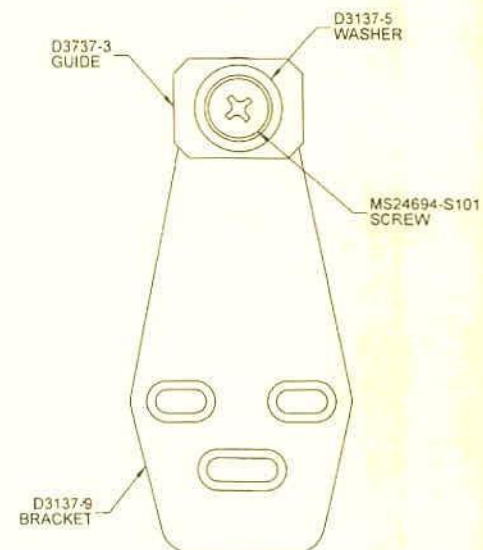 D3137-5
WASHER
D3737-3
GUIDE
MS24694-S101
SCREW
D3137-9
BRACKET